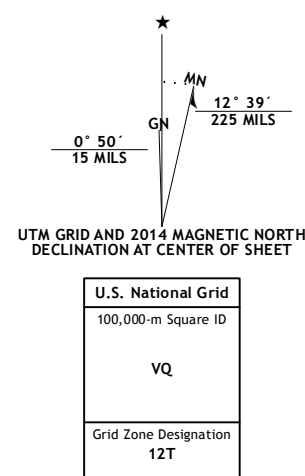 ★
MN
GN
12° 39´
225 MILS
0° 50´
15 MILS
UTM GRID AND 2014 MAGNETIC NORTH
DECLINATION AT CENTER OF SHEET
U.S. National Grid
100,000-m Square ID
VQ
Grid Zone Designation
12T